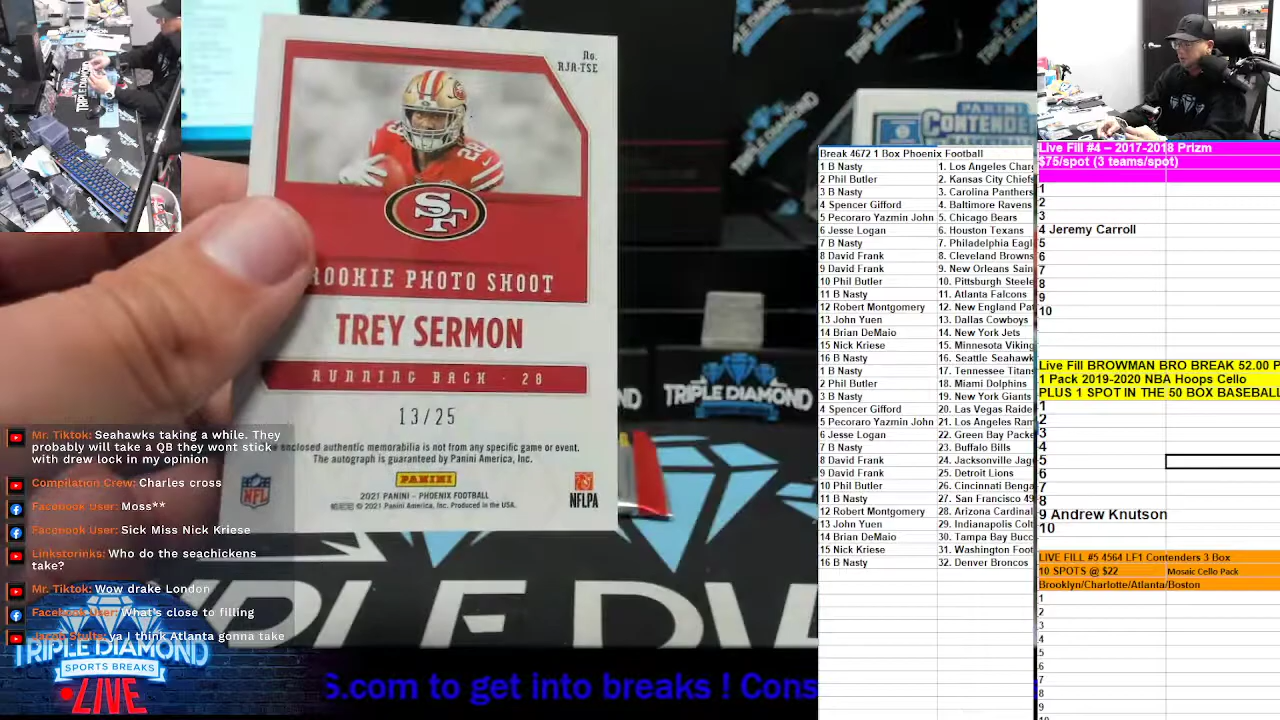 No.
RJA-TSE
SF
ROOKIE PHOTO SHOOT
TREY SERMON
RUNNING BACK · 28
13/25
enclosed authentic memorabilia is not from any specific game or event.
The autograph is guaranteed by Panini America, Inc.
PANINI
NFL
NFLPA
2021 PANINI – PHOENIX FOOTBALL
© 2021 Panini America, Inc. Produced in the USA.
PANINI
CONTENDE
TRIPLE DIAMOND
Mr. Tiktok: Seahawks taking a while. They
probably will take a QB they wont stick
with drew lock in my opinion
Compilation Crew: Charles cross
Facebook User: Moss**
Facebook User: Sick Miss Nick Kriese
Linkstorinks: Who do the seachickens
take?
Mr. Tiktok: Wow drake London
Facebook User: What's close to filling
Jason Stults: ya I think Atlanta gonna take
TRIPLE DIAMOND
SPORTS BREAKS
LIVE
S.com to get into breaks ! Cons
Break 4672 1 Box Phoenix Football
1 B Nasty 1. Los Angeles Charg
2 Phil Butler 2. Kansas City Chiefs
3 B Nasty 3. Carolina Panthers
4 Spencer Gifford 4. Baltimore Ravens
5 Pecoraro Yazmin John 5. Chicago Bears
6 Jesse Logan 6. Houston Texans
7 B Nasty 7. Philadelphia Eagl
8 David Frank 8. Cleveland Browns
9 David Frank 9. New Orleans Sain
10 Phil Butler 10. Pittsburgh Steele
11 B Nasty 11. Atlanta Falcons
12 Robert Montgomery 12. New England Pat
13 John Yuen 13. Dallas Cowboys
14 Brian DeMaio 14. New York Jets
15 Nick Kriese 15. Minnesota Viking
16 B Nasty 16. Seattle Seahawk
1 B Nasty 17. Tennessee Titans
2 Phil Butler 18. Miami Dolphins
3 B Nasty 19. New York Giants
4 Spencer Gifford 20. Las Vegas Raide
5 Pecoraro Yazmin John 21. Los Angeles Ram
6 Jesse Logan 22. Green Bay Packe
7 B Nasty 23. Buffalo Bills
8 David Frank 24. Jacksonville Jag
9 David Frank 25. Detroit Lions
10 Phil Butler 26. Cincinnati Benga
11 B Nasty 27. San Francisco 49
12 Robert Montgomery 28. Arizona Cardinal
13 John Yuen 29. Indianapolis Colt
14 Brian DeMaio 30. Tampa Bay Bucc
15 Nick Kriese 31. Washington Foot
16 B Nasty 32. Denver Broncos
Live Fill #4 – 2017-2018 Prizm
$75/spot (3 teams/spot)
1
2
3
4 Jeremy Carroll
5
6
7
8
9
10
Live Fill BROWMAN BRO BREAK 52.00 P
1 Pack 2019-2020 NBA Hoops Cello
PLUS 1 SPOT IN THE 50 BOX BASEBALL
1
2
3
4
5
6
7
8
9 Andrew Knutson
10
LIVE FILL #5 4564 LF1 Contenders 3 Box
10 SPOTS @ $22 Mosaic Cello Pack
Brooklyn/Charlotte/Atlanta/Boston
1
2
3
4
5
6
7
8
9
10